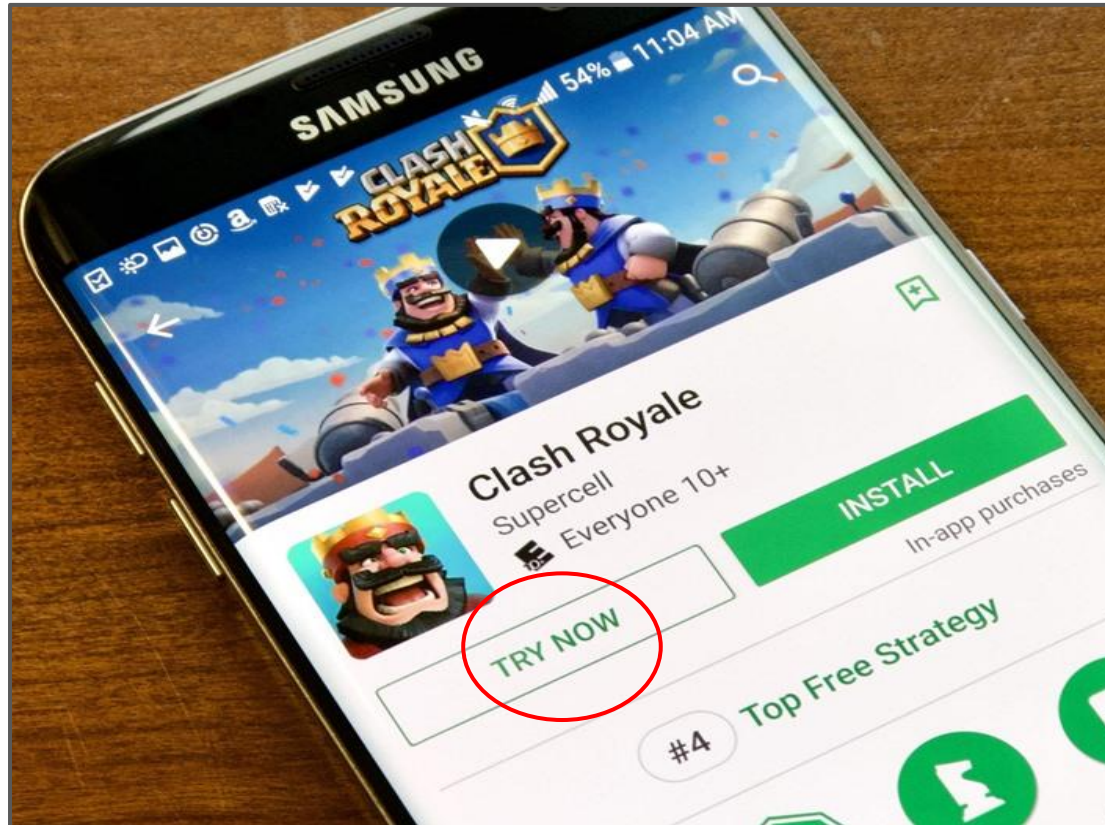 SAMSUNG
54% 11:04 AM
CLASH
ROYALE
Clash Royale
Supercell
Everyone 10+
TRY NOW
INSTALL
In-app purchases
#4 Top Free Strategy